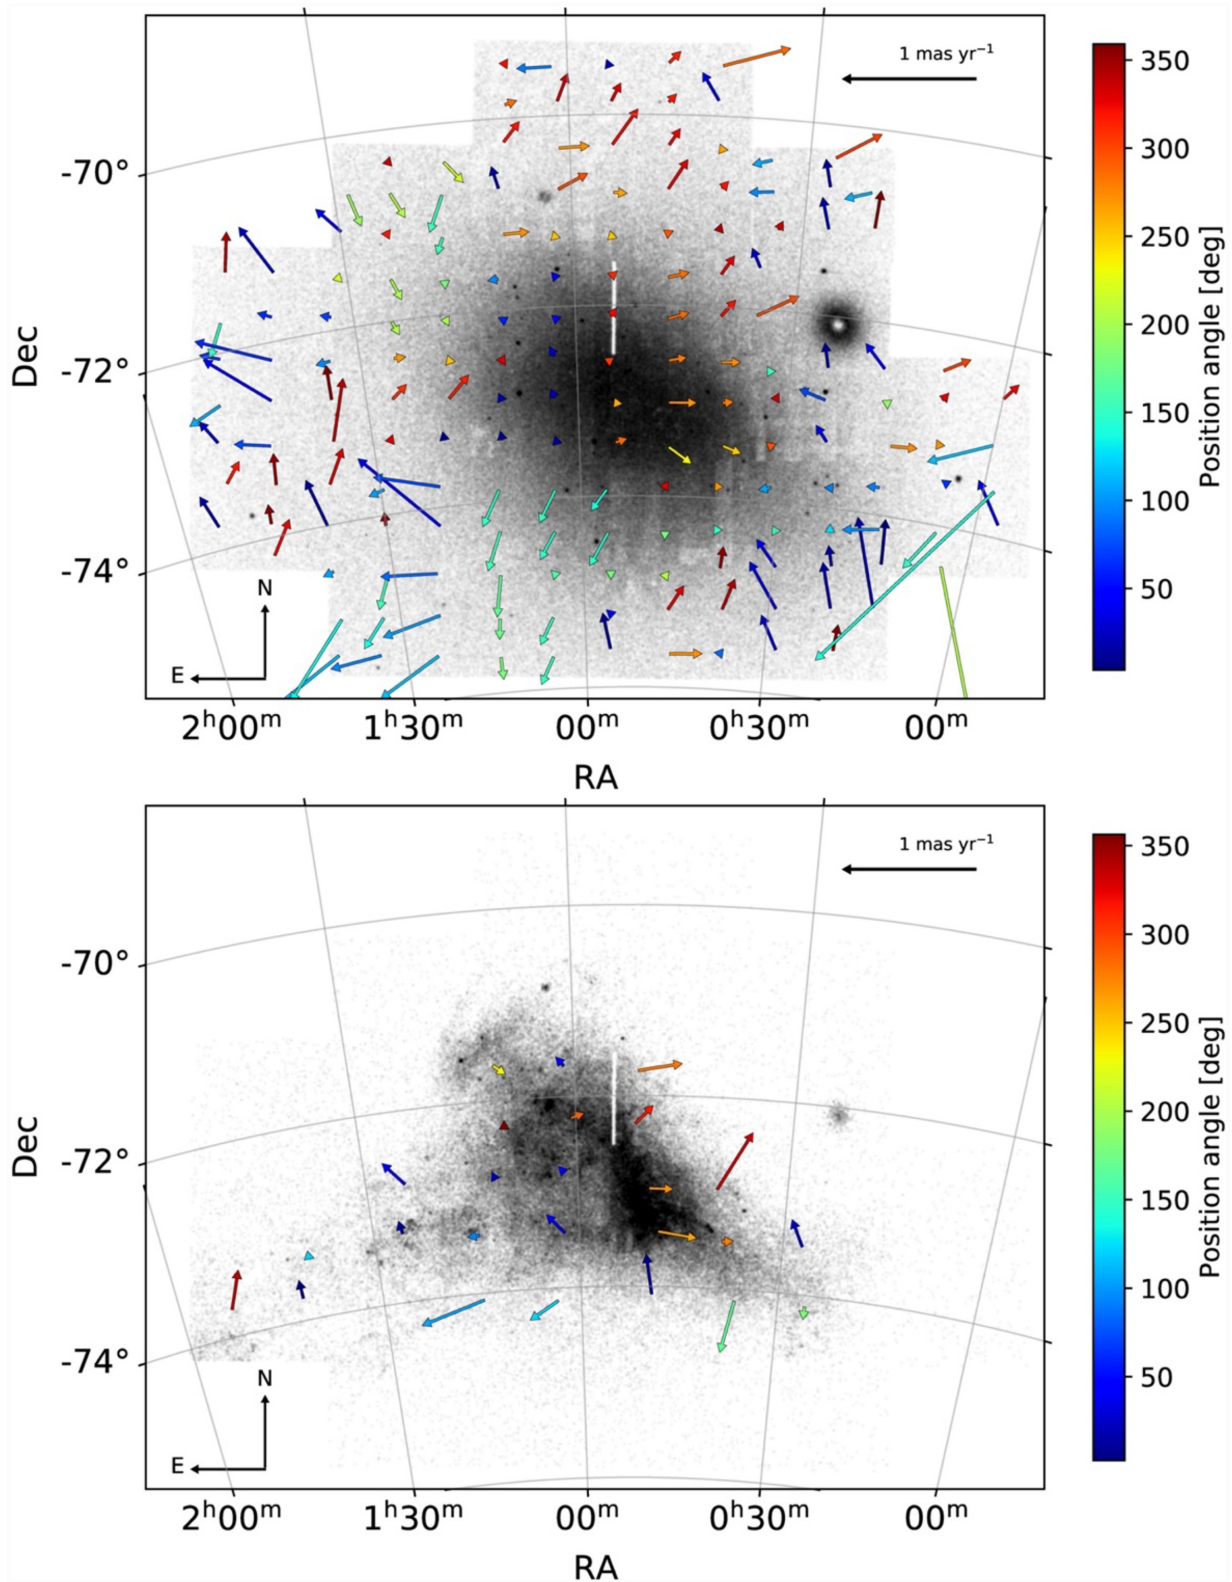 1 mas yr⁻¹
350
300
250
200
150
100
50
Position angle [deg]
-70°
-72°
-74°
Dec
N
E
2ʰ00ᵐ
1ʰ30ᵐ
00ᵐ
0ʰ30ᵐ
00ᵐ
RA
1 mas yr⁻¹
350
300
250
200
150
100
50
Position angle [deg]
-70°
-72°
-74°
Dec
N
E
2ʰ00ᵐ
1ʰ30ᵐ
00ᵐ
0ʰ30ᵐ
00ᵐ
RA